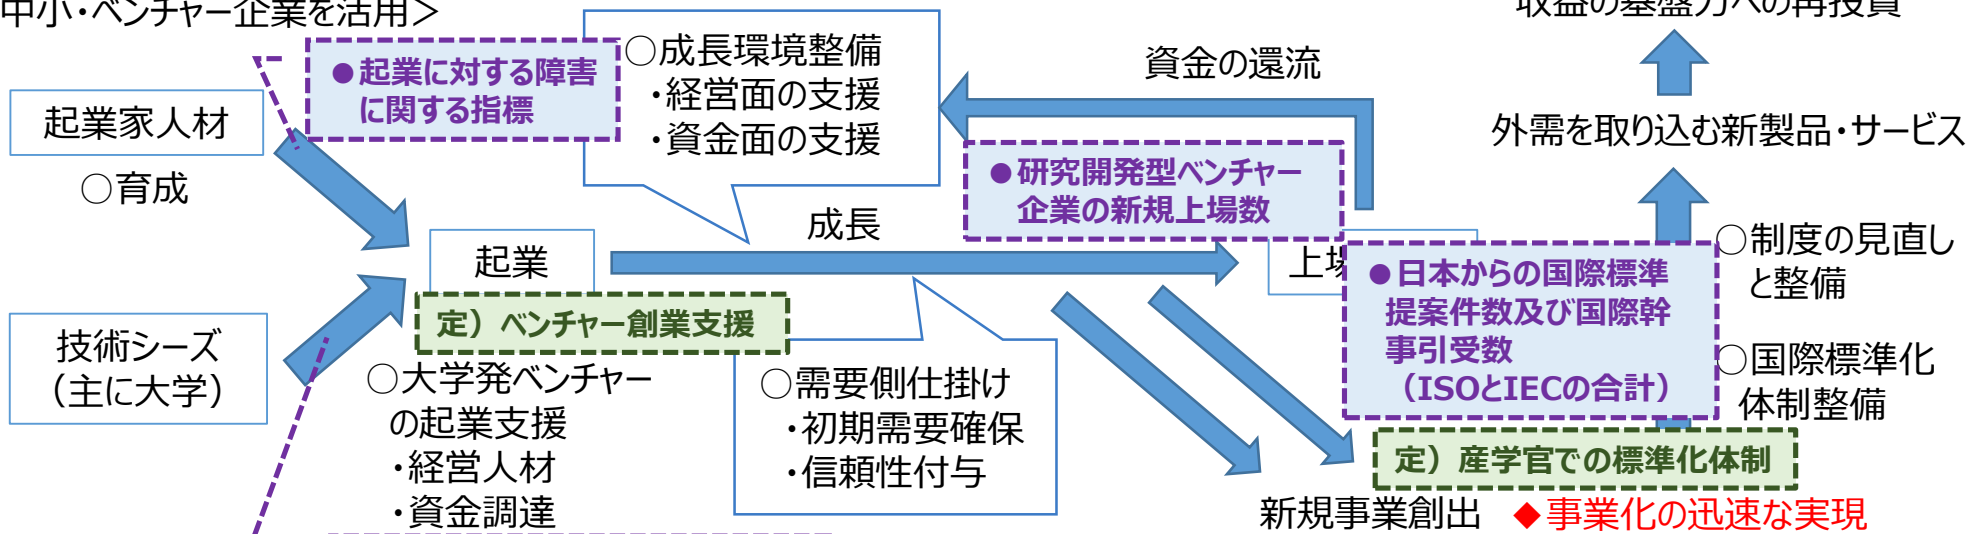 中小・ベンチャー企業を活用＞
収益の基盤力への再投資
●起業に対する障害
に関する指標
○成長環境整備
・経営面の支援
・資金面の支援
資金の還流
起業家人材
○育成
外需を取り込む新製品・サービス
●研究開発型ベンチャー
企業の新規上場数
成長
起業
上場
●日本からの国際標準
提案件数及び国際幹
事引受数
（ISOとIECの合計）
○制度の見直し
と整備
定）ベンチャー創業支援
技術シーズ
（主に大学）
○国際標準化
体制整備
○大学発ベンチャー
の起業支援
・経営人材
・資金調達
○需要側仕掛け
・初期需要確保
・信頼性付与
定）産学官での標準化体制
新規事業創出
◆事業化の迅速な実現